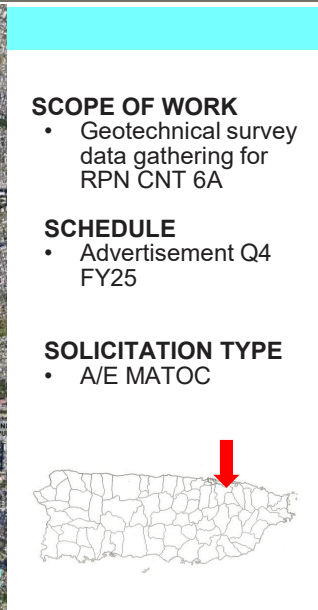 SCOPE OF WORK
• Geotechnical survey
data gathering for
RPN CNT 6A
SCHEDULE
• Advertisement Q4
FY25
SOLICITATION TYPE
• A/E MATOC